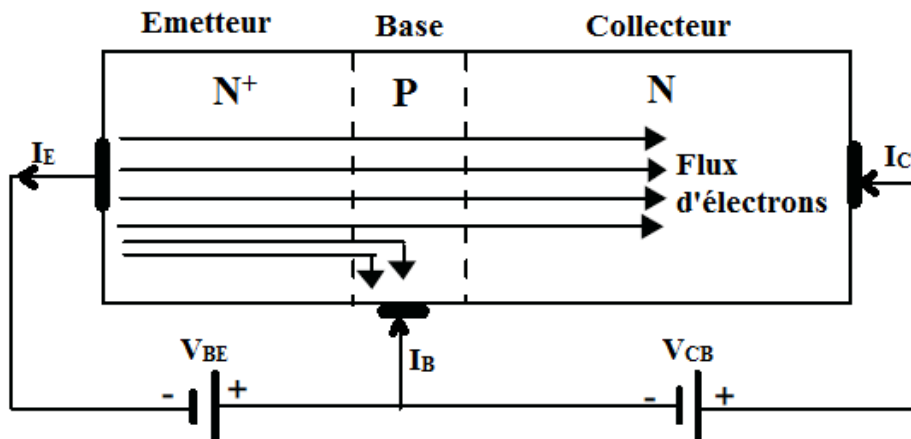 Emetteur Base Collecteur
N+ P N
IE Flux IC
d'électrons
VBE IB VCB
- + - +